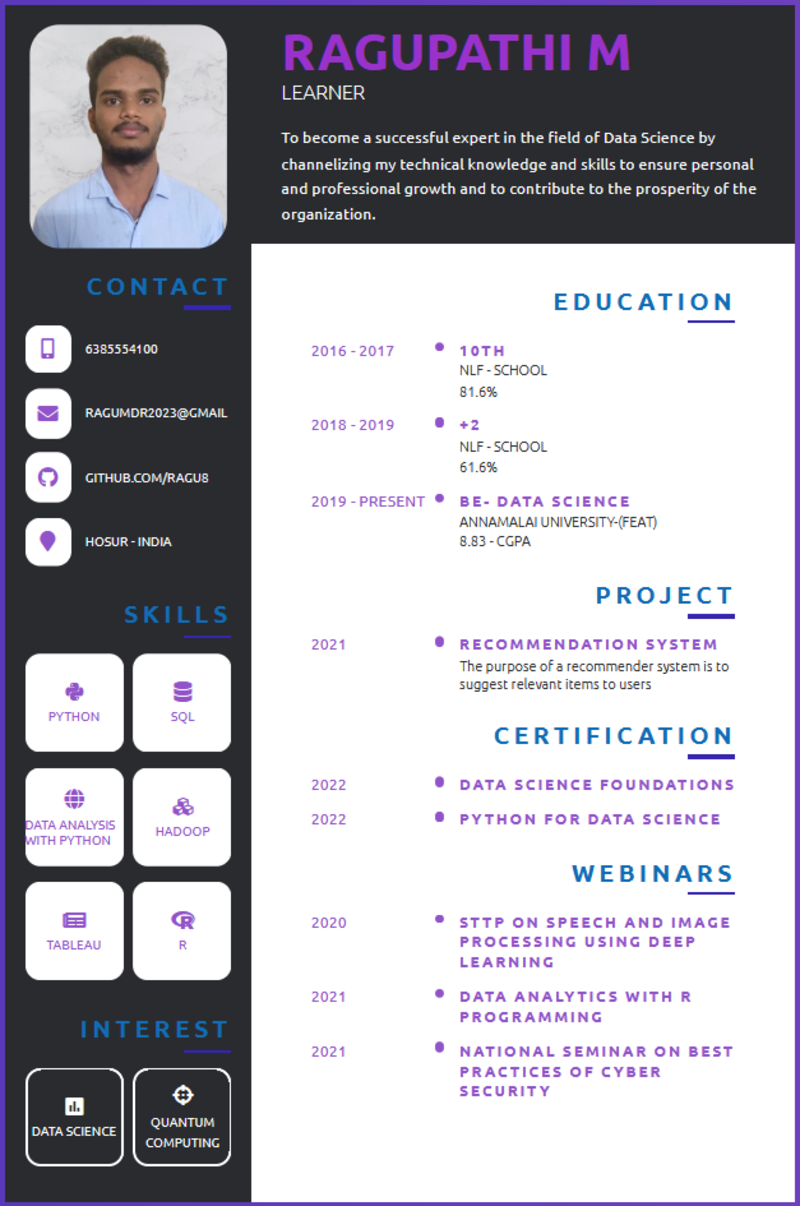 RAGUPATHI M
LEARNER
To become a successful expert in the field of Data Science by
channelizing my technical knowledge and skills to ensure personal
and professional growth and to contribute to the prosperity of the
organization.
CONTACT
6385554100
RAGUMDR2023@GMAIL
GITHUB.COM/RAGU8
HOSUR - INDIA
SKILLS
PYTHON
SQL
DATA ANALYSIS
WITH PYTHON
HADOOP
TABLEAU
R
INTEREST
DATA SCIENCE
QUANTUM
COMPUTING
EDUCATION
2016 - 2017
10TH
NLF - SCHOOL
81.6%
2018 - 2019
+2
NLF - SCHOOL
61.6%
2019 - PRESENT
BE- DATA SCIENCE
ANNAMALAI UNIVERSITY-(FEAT)
8.83 - CGPA
PROJECT
2021
RECOMMENDATION SYSTEM
The purpose of a recommender system is to
suggest relevant items to users
CERTIFICATION
2022
DATA SCIENCE FOUNDATIONS
2022
PYTHON FOR DATA SCIENCE
WEBINARS
2020
STTP ON SPEECH AND IMAGE
PROCESSING USING DEEP
LEARNING
2021
DATA ANALYTICS WITH R
PROGRAMMING
2021
NATIONAL SEMINAR ON BEST
PRACTICES OF CYBER
SECURITY